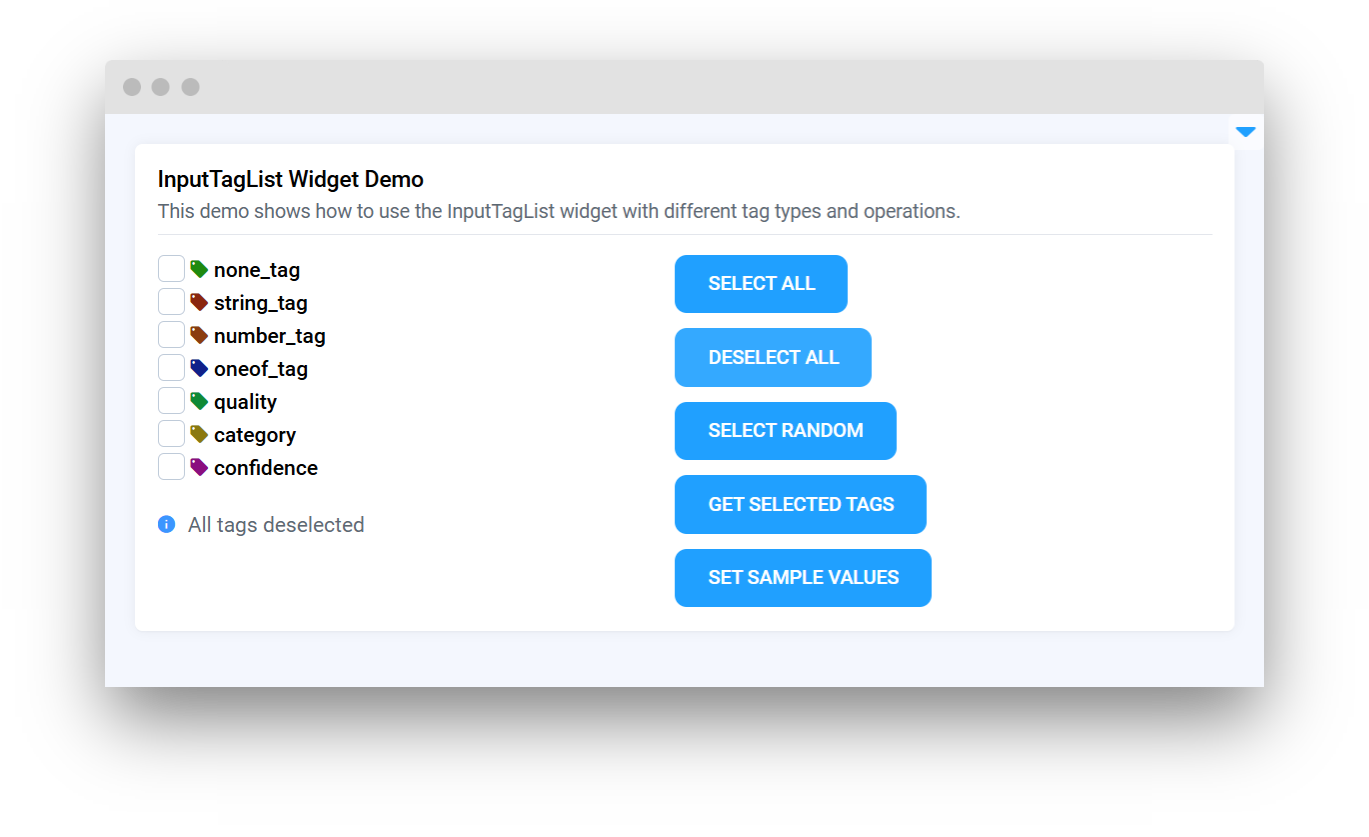 InputTagList Widget Demo
This demo shows how to use the InputTagList widget with different tag types and operations.
none_tag
string_tag
number_tag
oneof_tag
quality
category
confidence
All tags deselected
SELECT ALL
DESELECT ALL
SELECT RANDOM
GET SELECTED TAGS
SET SAMPLE VALUES